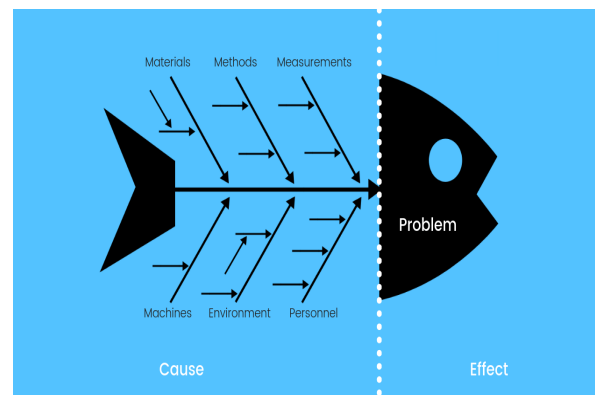 Materials
Methods
Measurements
Problem
Machines
Environment
Personnel
Cause
Effect